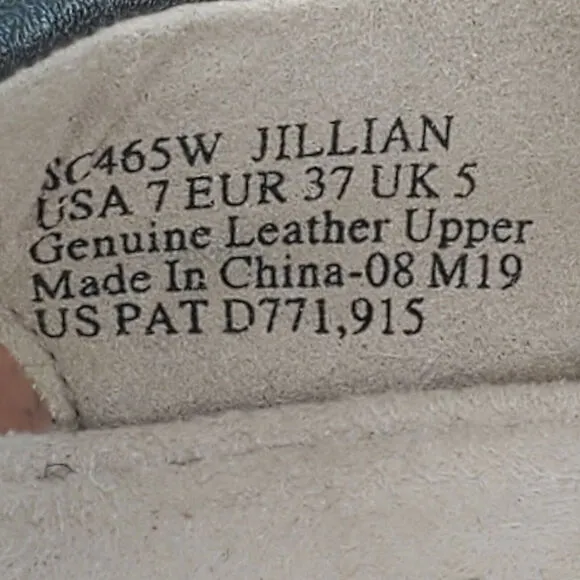 SC465W JILLIAN
USA 7 EUR 37 UK 5
Genuine Leather Upper
Made In China-08 M19
US PAT D771,915